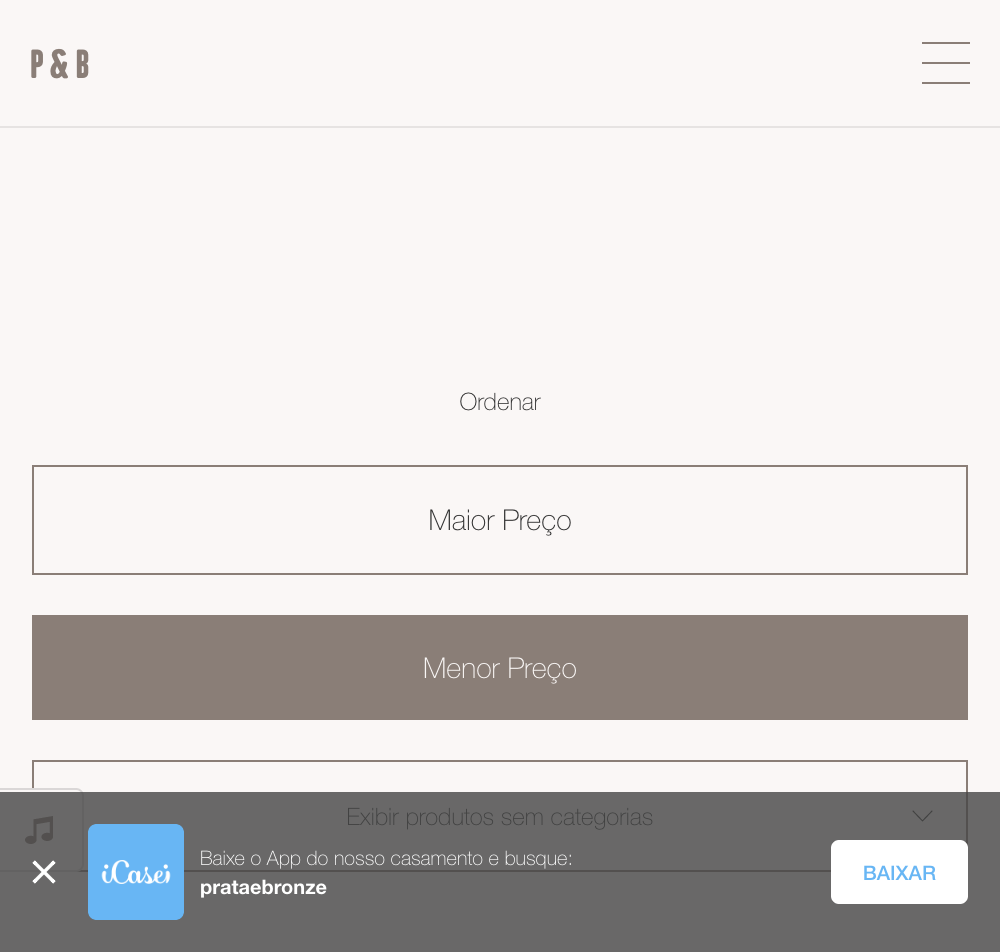 P & B
Ordenar
Maior Preço
Menor Preço
Exibir produtos sem categorias
iCasei
Baixe o App do nosso casamento e busque:
prataebronze
BAIXAR